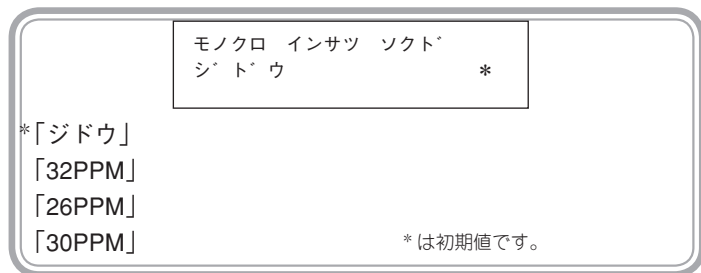 モノクロ インサツ ソクド゛
シ゛ト゛ウ *
*「ジドウ」
「32PPM」
「26PPM」
「30PPM」
*は初期値です。